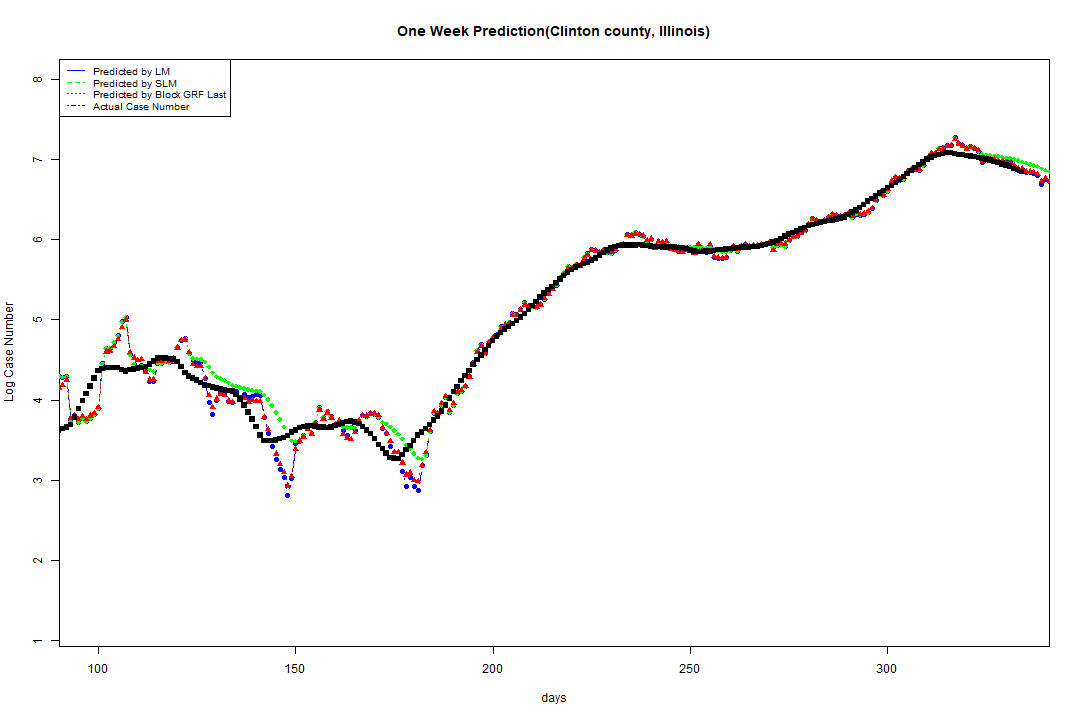 One Week Prediction(Clinton county, Illinois)
Predicted by LM
Predicted by SLM
Predicted by Block GRF Last
Actual Case Number
8
7
6
5
4
3
2
1
Log Case Number
100 150 200 250 300
days